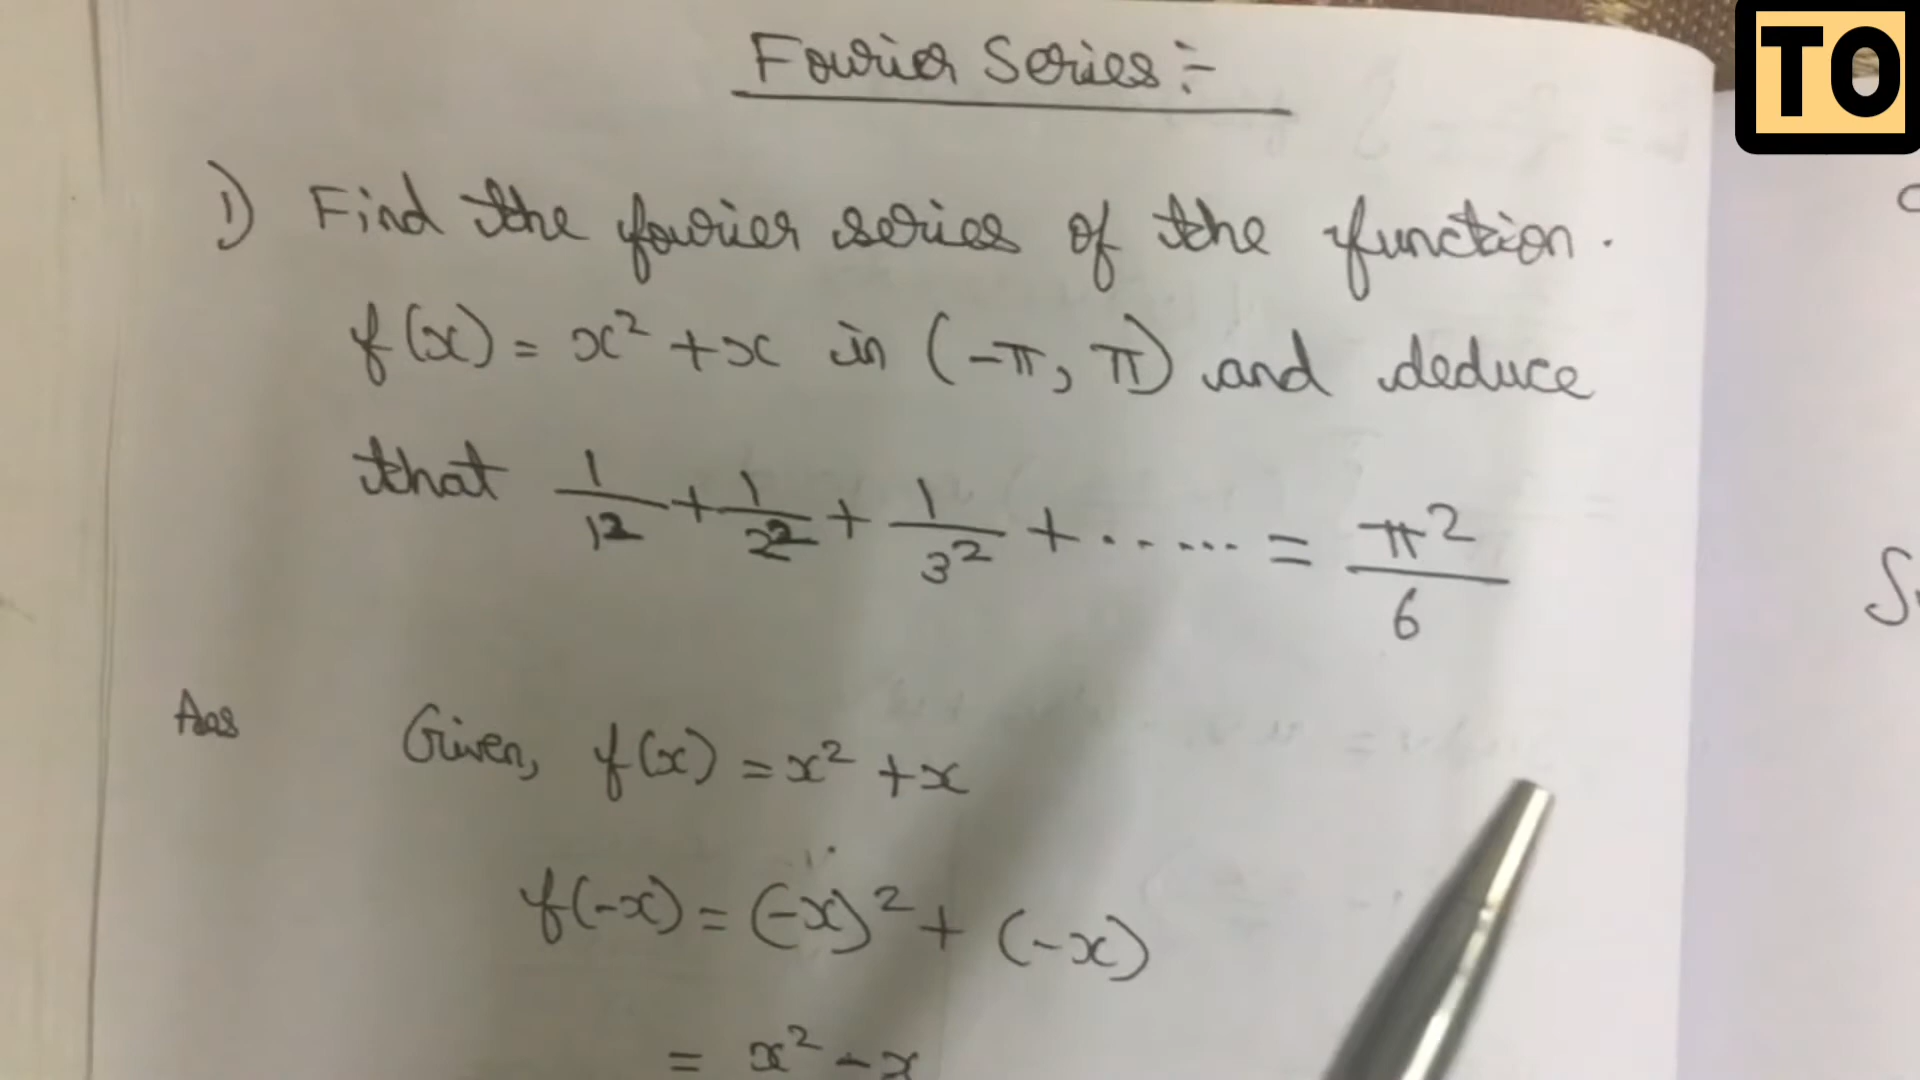 TO
Fourier Series :-
1) Find the fourier series of the function.
f(x) = x² + x in (-π, π) and deduce
that 1/1² + 1/2² + 1/3² + ....... = π²/6
Ans Given, f(x) = x² + x
f(-x) = (-x)² + (-x)
= x² - x